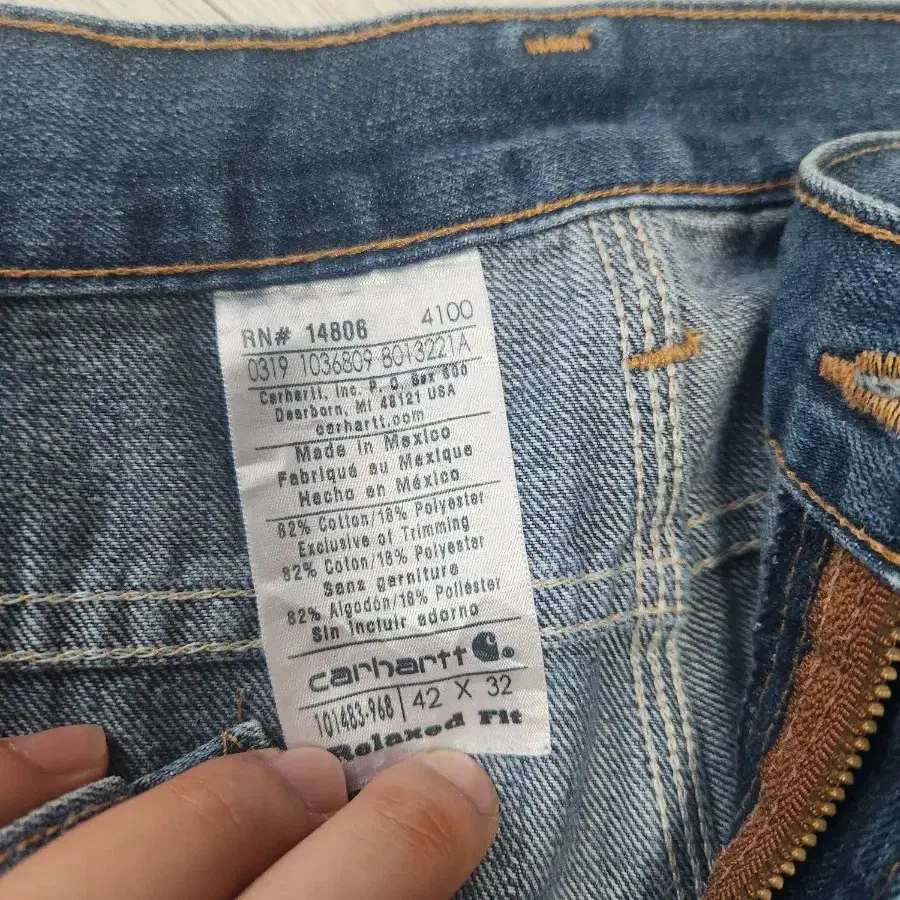 RN# 14806 4100
0319 1036809 8013221A
Carhartt, Inc. P.O. Box 600
Dearborn, MI 48121 USA
carhartt.com
Made in Mexico
Fabriqué au Mexique
Hecho en México
82% Cotton/18% Polyester
Exclusive of Trimming
82% Coton/18% Polyester
Sans garniture
82% Algodón/18% Poliéster
Sin incluir adorno
carhartt
101483-968 | 42 X 32
Relaxed Fit